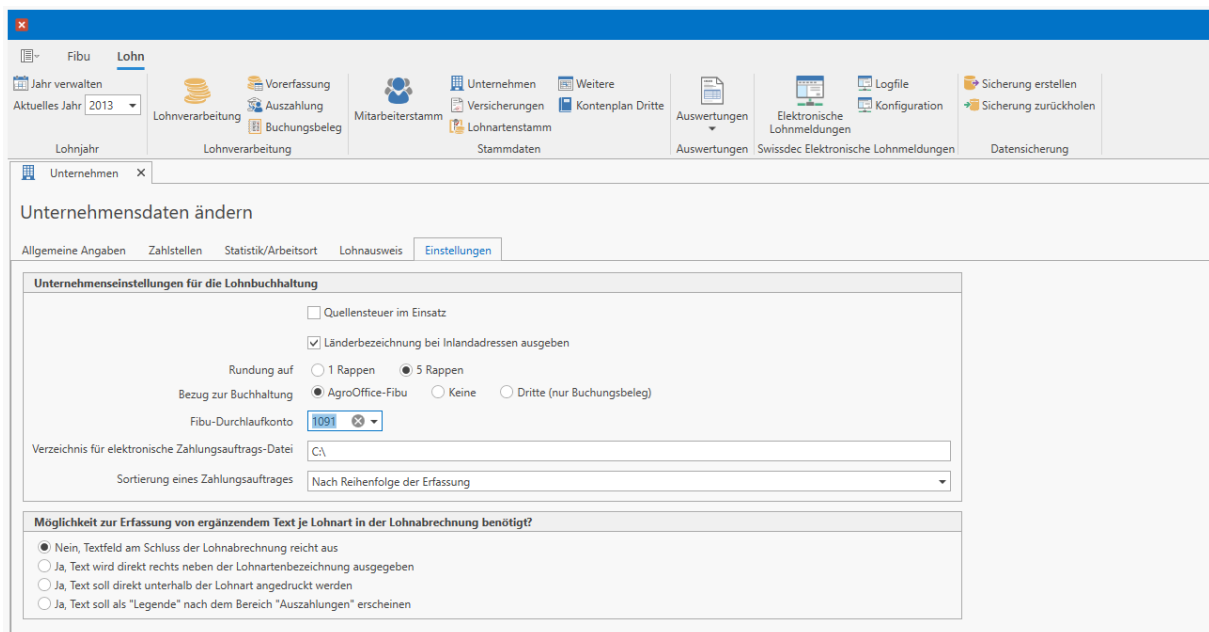 Fibu Lohn
Jahr verwalten
Aktuelles Jahr 2013
Lohnjahr
Lohnverarbeitung
Vorerfassung
Auszahlung
Buchungsbeleg
Lohnverarbeitung
Mitarbeiterstamm
Unternehmen
Versicherungen
Lohnartenstamm
Weitere
Kontenplan Dritte
Stammdaten
Auswertungen
Auswertungen
Elektronische
Lohnmeldungen
Logfile
Konfiguration
Swissdec Elektronische Lohnmeldungen
Sicherung erstellen
Sicherung zurückholen
Datensicherung
Unternehmen
Unternehmensdaten ändern
Allgemeine Angaben Zahlstellen Statistik/Arbeitsort Lohnausweis Einstellungen
Unternehmenseinstellungen für die Lohnbuchhaltung
Quellensteuer im Einsatz
Länderbezeichnung bei Inlandadressen ausgeben
Rundung auf 1 Rappen 5 Rappen
Bezug zur Buchhaltung AgroOffice-Fibu Keine Dritte (nur Buchungsbeleg)
Fibu-Durchlaufkonto 1091
Verzeichnis für elektronische Zahlungsauftrags-Datei C:\
Sortierung eines Zahlungsauftrages Nach Reihenfolge der Erfassung
Möglichkeit zur Erfassung von ergänzendem Text je Lohnart in der Lohnabrechnung benötigt?
Nein, Textfeld am Schluss der Lohnabrechnung reicht aus
Ja, Text wird direkt rechts neben der Lohnartenbezeichnung ausgegeben
Ja, Text soll direkt unterhalb der Lohnart angedruckt werden
Ja, Text soll als "Legende" nach dem Bereich "Auszahlungen" erscheinen